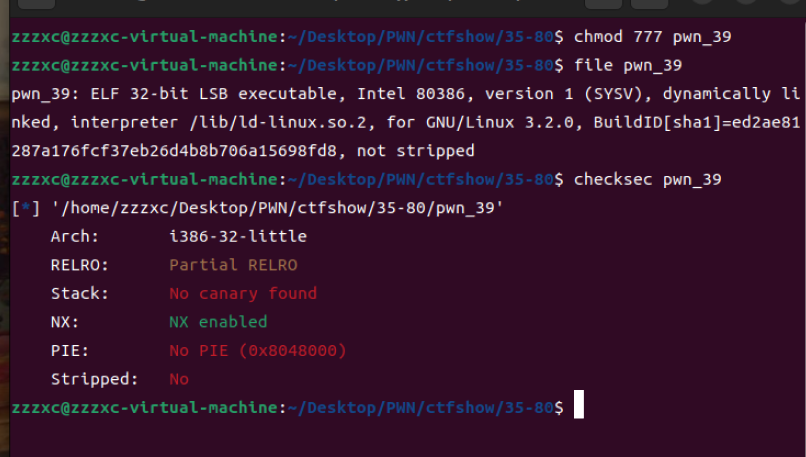 zzzxc@zzzxc-virtual-machine:~/Desktop/PWN/ctfshow/35-80$ chmod 777 pwn_39
zzzxc@zzzxc-virtual-machine:~/Desktop/PWN/ctfshow/35-80$ file pwn_39
pwn_39: ELF 32-bit LSB executable, Intel 80386, version 1 (SYSV), dynamically li
nked, interpreter /lib/ld-linux.so.2, for GNU/Linux 3.2.0, BuildID[sha1]=ed2ae81
287a176fcf37eb26d4b8b706a15698fd8, not stripped
zzzxc@zzzxc-virtual-machine:~/Desktop/PWN/ctfshow/35-80$ checksec pwn_39
[*] '/home/zzzxc/Desktop/PWN/ctfshow/35-80/pwn_39'
    Arch:       i386-32-little
    RELRO:      Partial RELRO
    Stack:      No canary found
    NX:         NX enabled
    PIE:        No PIE (0x8048000)
    Stripped:   No
zzzxc@zzzxc-virtual-machine:~/Desktop/PWN/ctfshow/35-80$